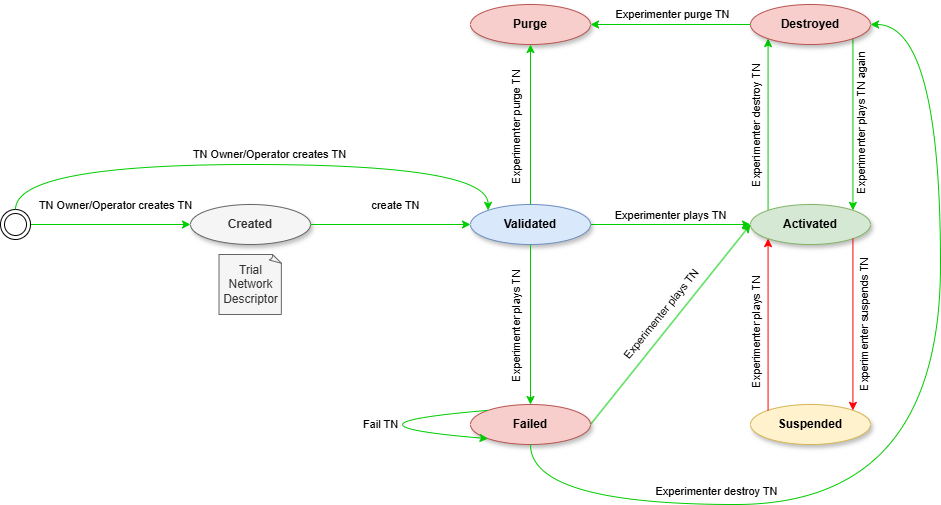 Purge
Experimenter purge TN
Destroyed
Experimenter purge TN
Experimenter destroy TN
Experimenter plays TN again
TN Owner/Operator creates TN
TN Owner/Operator creates TN
Created
create TN
Validated
Experimenter plays TN
Activated
Trial
Network
Descriptor
Experimenter plays TN
Experimenter plays TN
Experimenter plays TN
Experimenter suspends TN
Fail TN
Failed
Suspended
Experimenter destroy TN